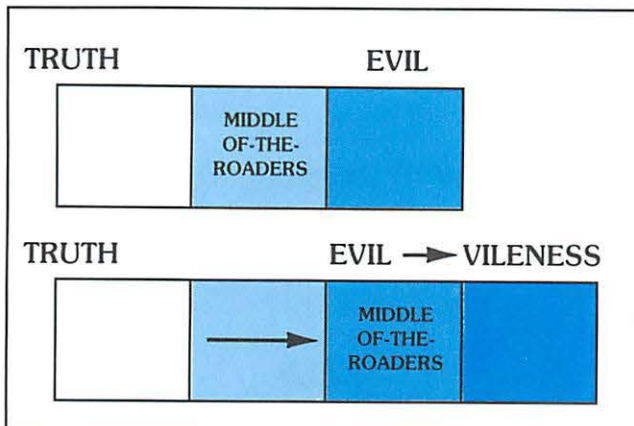 TRUTH EVIL
MIDDLE
OF-THE-
ROADERS
TRUTH EVIL VILENESS
MIDDLE
OF-THE-
ROADERS